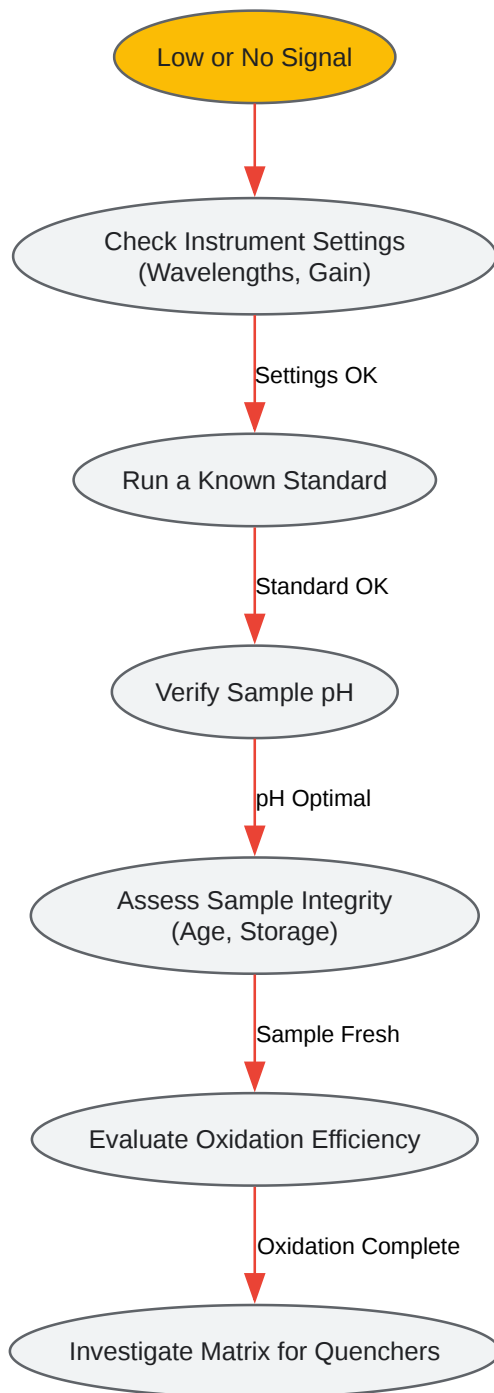 Low or No Signal
Check Instrument Settings
(Wavelengths, Gain)
Settings OK
Run a Known Standard
Standard OK
Verify Sample pH
pH Optimal
Assess Sample Integrity
(Age, Storage)
Sample Fresh
Evaluate Oxidation Efficiency
Oxidation Complete
Investigate Matrix for Quenchers